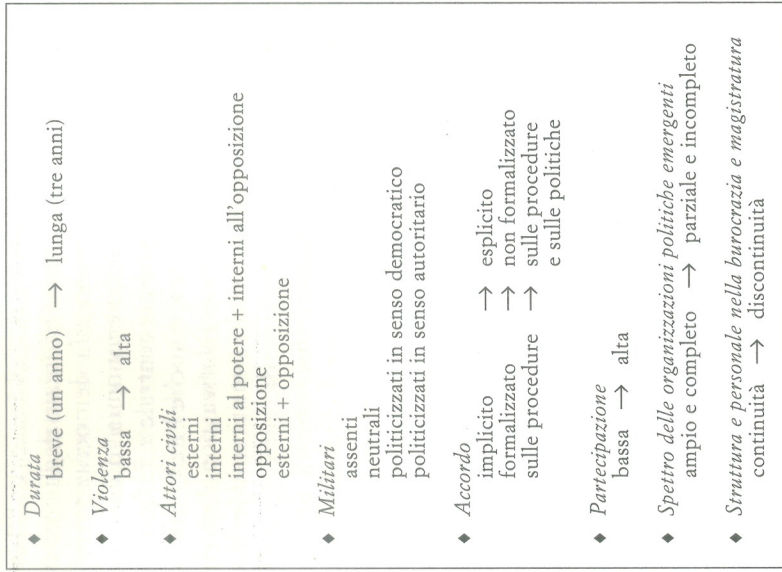 ♦ Durata
breve (un anno) → lunga (tre anni)
♦ Violenza
bassa → alta
♦ Attori civili
esterni
interni
interni al potere + interni all'opposizione
opposizione
esterni + opposizione
♦ Militari
assenti
neutrali
politicizzati in senso democratico
politicizzati in senso autoritario
♦ Accordo
implicito → esplicito
formalizzato → non formalizzato
sulle procedure → sulle procedure
e sulle politiche
♦ Partecipazione
bassa → alta
♦ Spettro delle organizzazioni politiche emergenti
ampio e completo → parziale e incompleto
♦ Struttura e personale nella burocrazia e magistratura
continuità → discontinuità